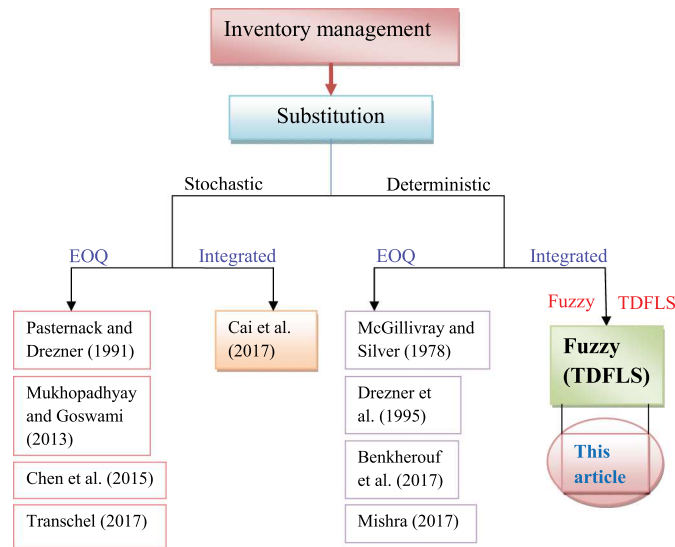 Inventory management
Substitution
Stochastic
Deterministic
EOQ
Integrated
EOQ
Integrated
Fuzzy
TDFLS
Pasternack and
Drezner (1991)
Mukhopadhyay
and Goswami
(2013)
Chen et al. (2015)
Transchel (2017)
Cai et al.
(2017)
McGillivray and
Silver (1978)
Drezner et
al. (1995)
Benkherouf
et al. (2017)
Mishra (2017)
Fuzzy
(TDFLS)
This
article